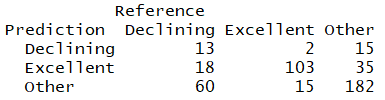 Reference
Prediction Declining Excellent Other
Declining 13 2 15
Excellent 18 103 35
Other 60 15 182